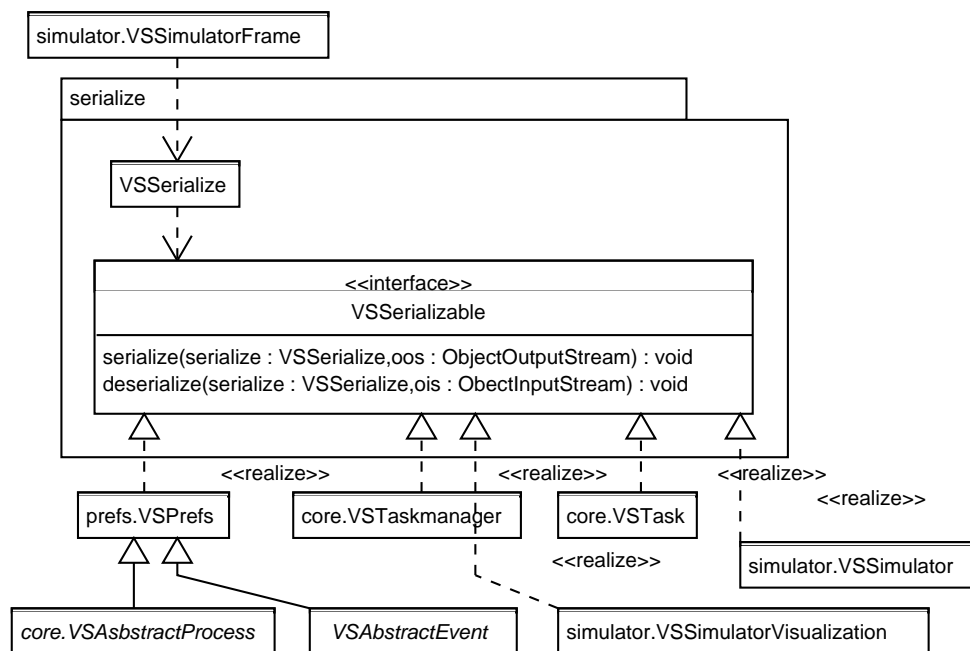 simulator.VSSimulatorFrame
serialize
VSSerialize
<<interface>>
VSSerializable
serialize(serialize : VSSerialize,oos : ObjectOutputStream) : void
deserialize(serialize : VSSerialize,ois : ObectInputStream) : void
<<realize>>
<<realize>>
<<realize>>
<<realize>>
prefs.VSPrefs
core.VSTaskmanager
core.VSTask
<<realize>>
simulator.VSSimulator
core.VSAsbstractProcess
VSAbstractEvent
simulator.VSSimulatorVisualization